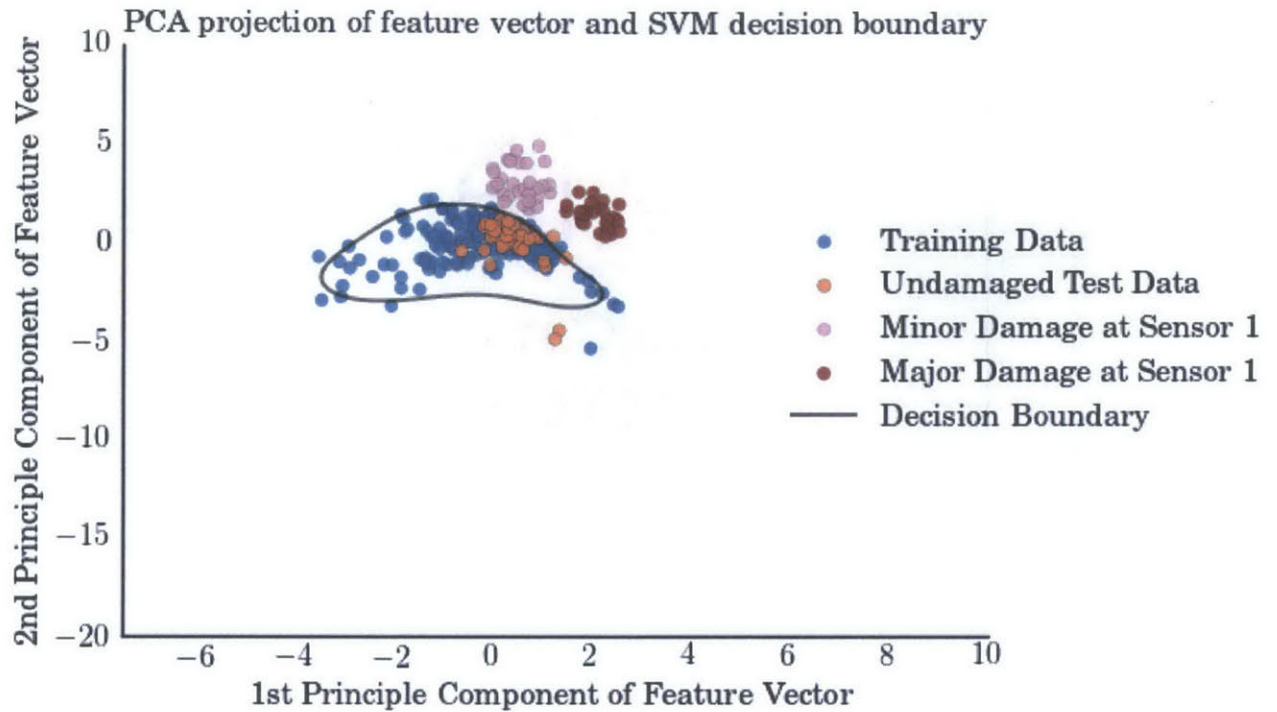 PCA projection of feature vector and SVM decision boundary
2nd Principle Component of Feature Vector
10
5
0
−5
−10
−15
−20
−6 −4 −2 0 2 4 6 8 10
1st Principle Component of Feature Vector
Training Data
Undamaged Test Data
Minor Damage at Sensor 1
Major Damage at Sensor 1
Decision Boundary